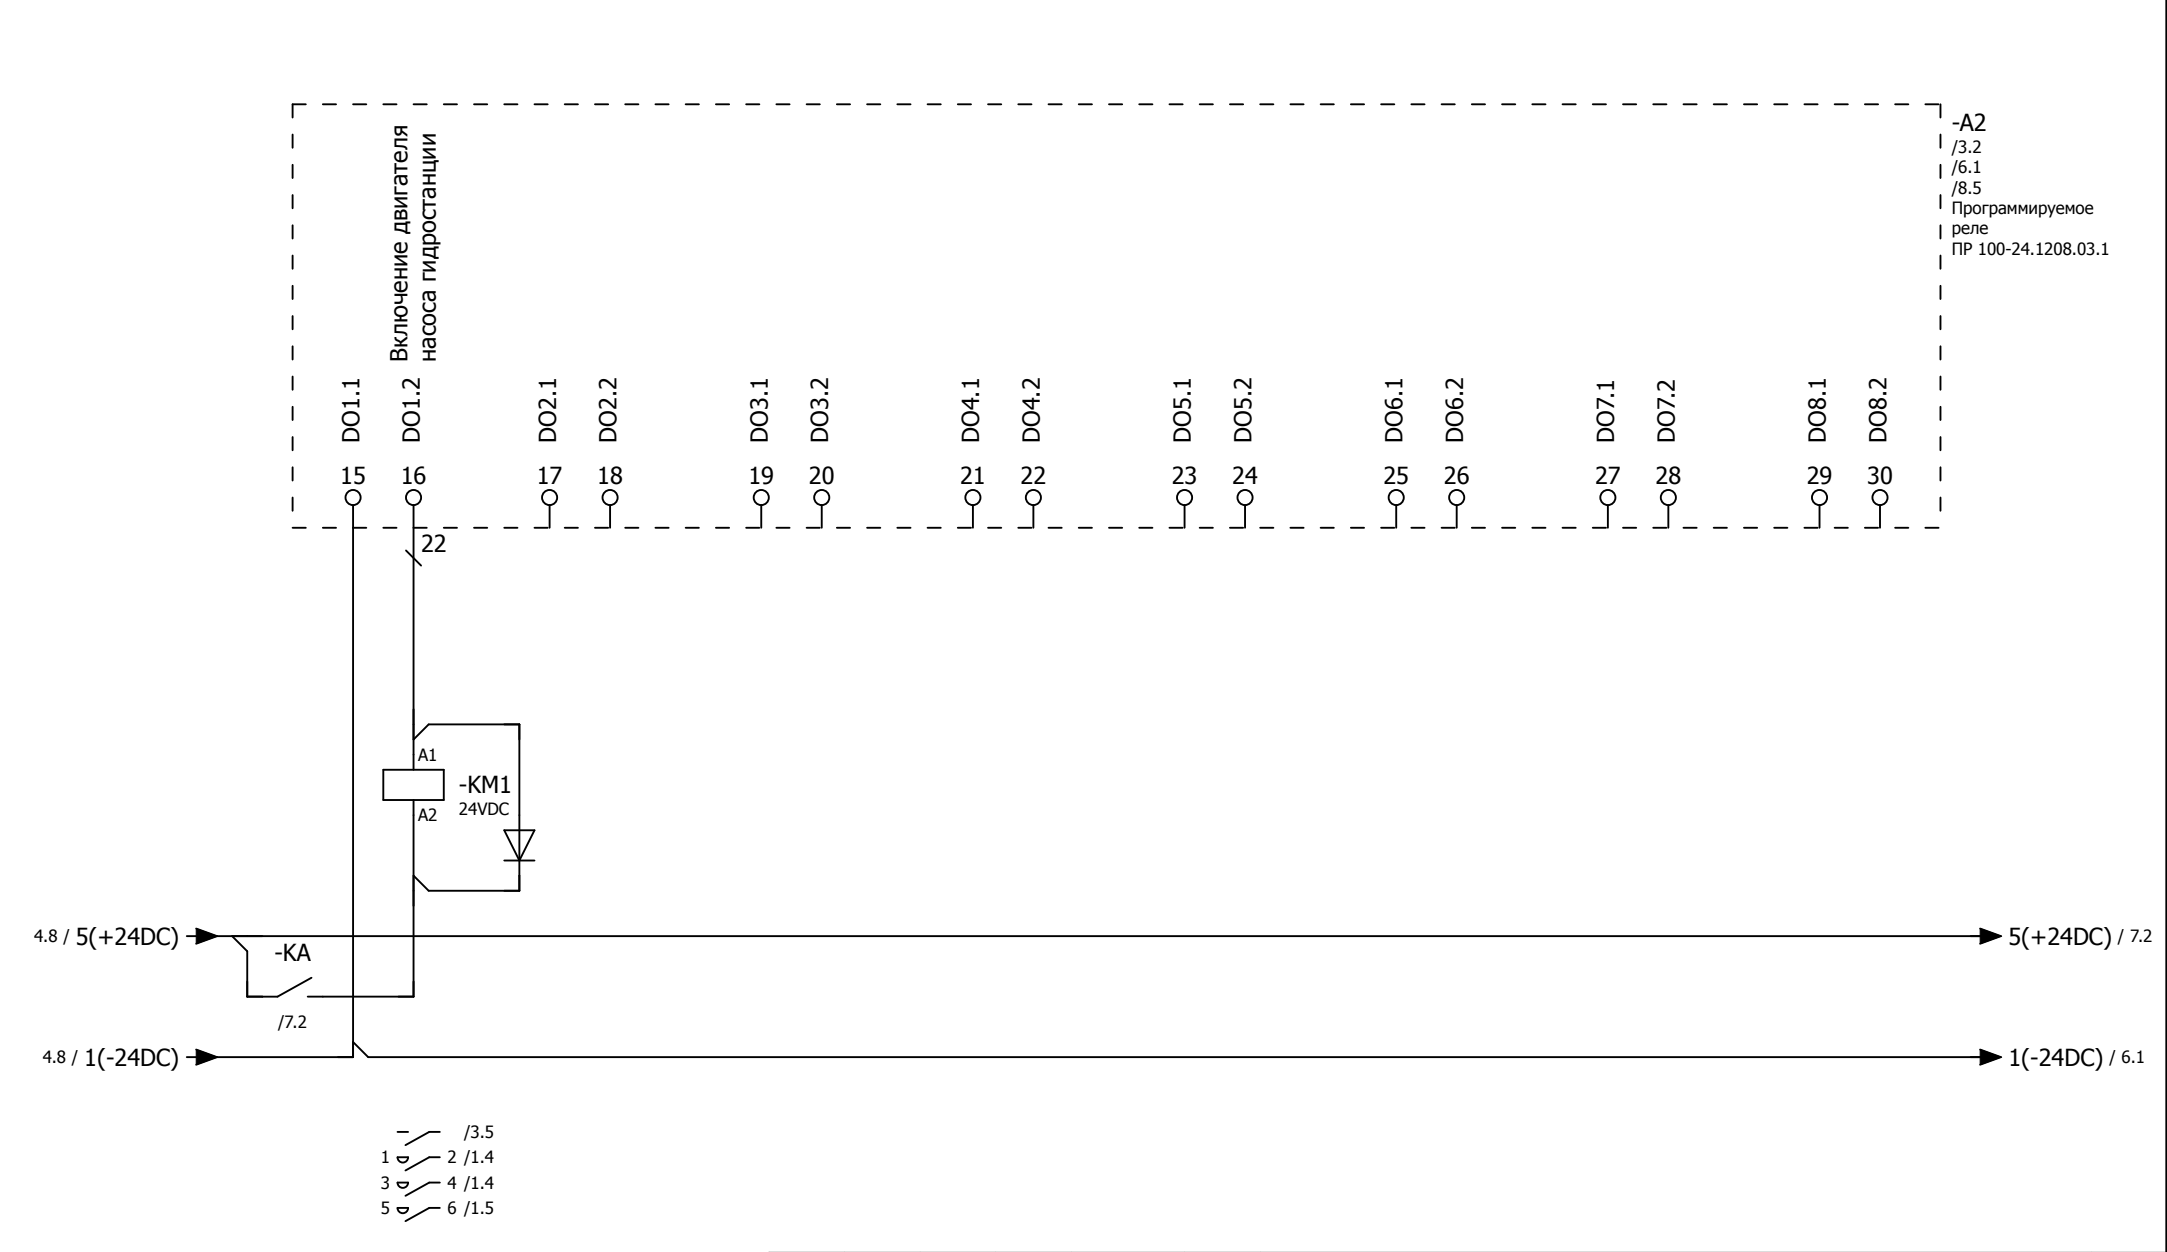 -A2
/3.2
/6.1
/8.5
Программируемое
реле
ПР 100-24.1208.03.1
Включение двигателя
насоса гидростанции
DO1.1 DO1.2 DO2.1 DO2.2 DO3.1 DO3.2 DO4.1 DO4.2 DO5.1 DO5.2 DO6.1 DO6.2 DO7.1 DO7.2 DO8.1 DO8.2
15 16 17 18 19 20 21 22 23 24 25 26 27 28 29 30
22
A1
-KM1
24VDC
A2
4.8 / 5(+24DC) 5(+24DC) / 7.2
-KA
/7.2
4.8 / 1(-24DC) 1(-24DC) / 6.1
/3.5
1 2 /1.4
3 4 /1.4
5 6 /1.5